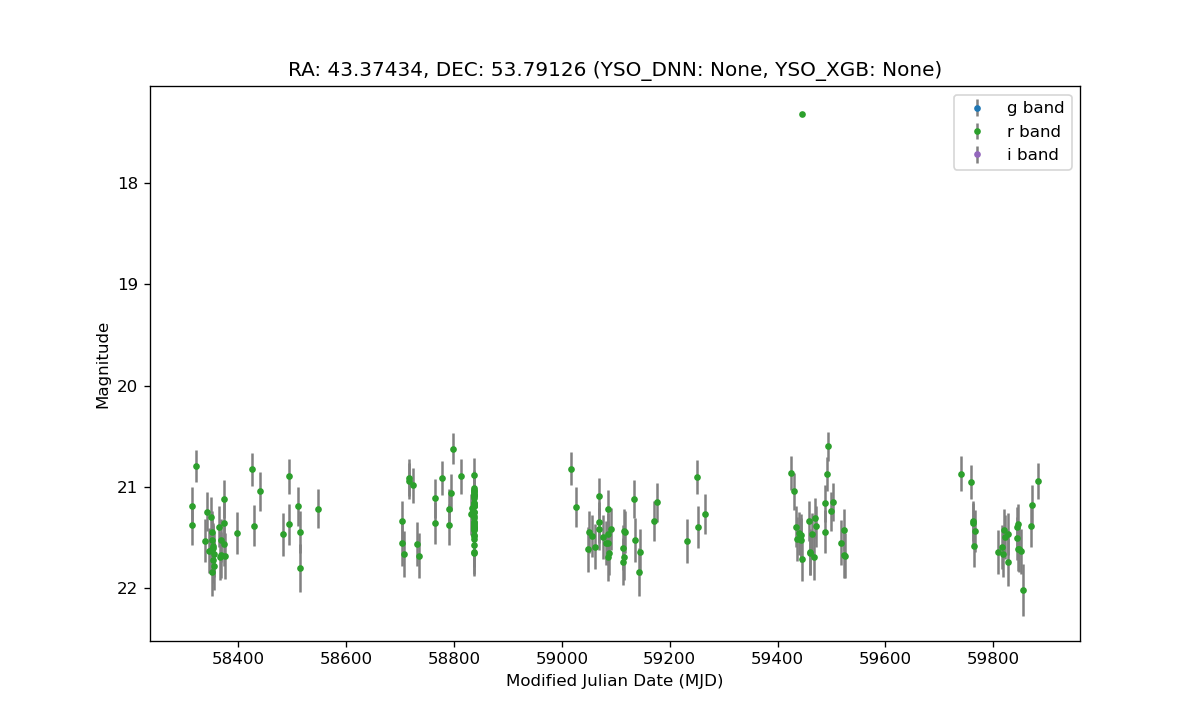 RA: 43.37434, DEC: 53.79126 (YSO_DNN: None, YSO_XGB: None)
g band
r band
i band
18
19
20
21
22
Magnitude
58400 58600 58800 59000 59200 59400 59600 59800
Modified Julian Date (MJD)